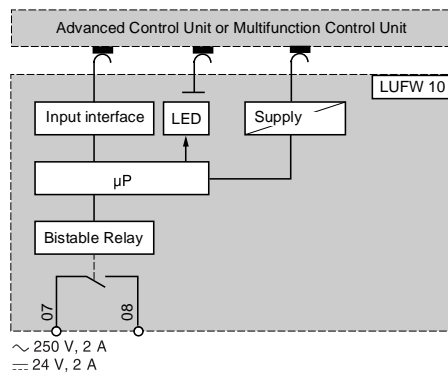 Advanced Control Unit or Multifunction Control Unit
LUFW 10
Input interface
LED
Supply
µP
Bistable Relay
07
08
250 V, 2 A
24 V, 2 A